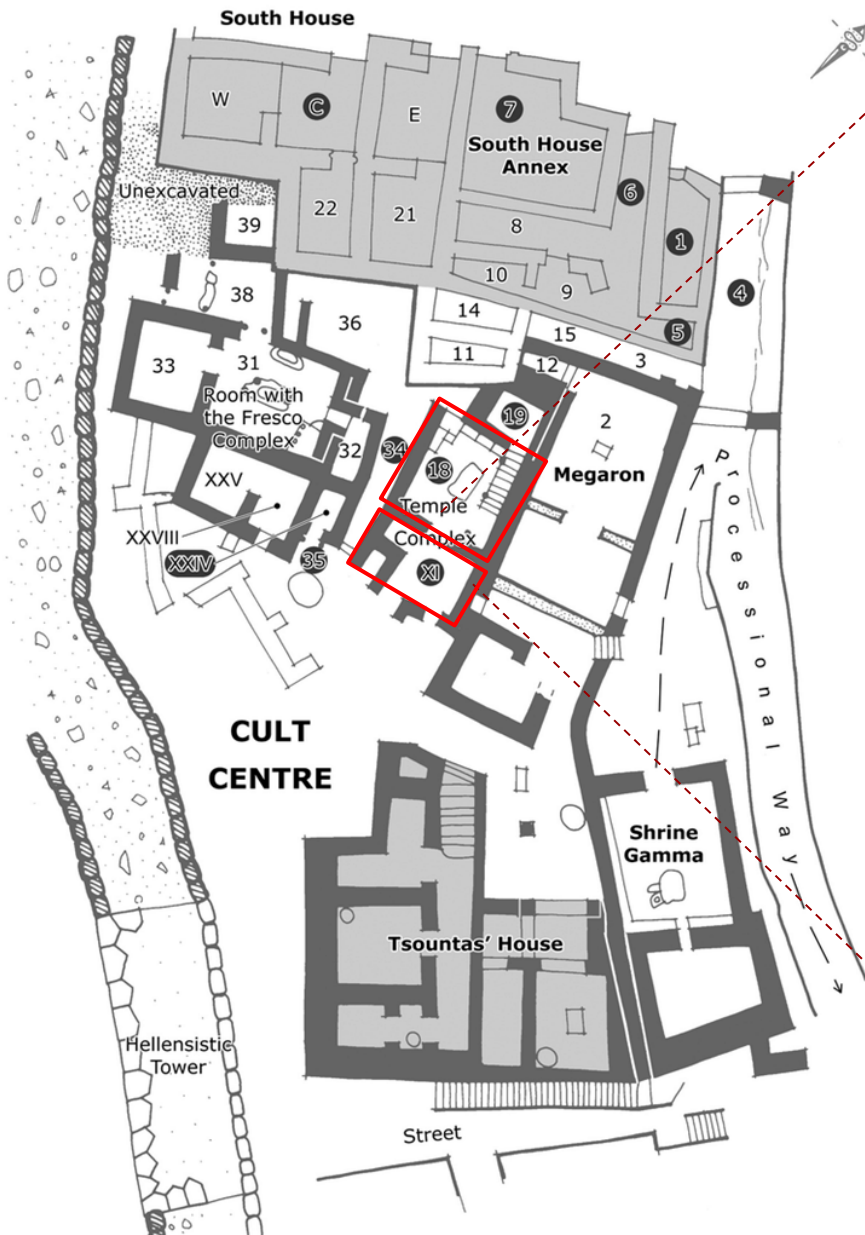 South House
W
C
E
7
South House
Annex
6
Unexcavated
39
22
21
8
1
10
9
4
38
36
14
15
5
33
31
11
12
3
Room with
the Fresco
Complex
32
34
19
18
2
Megaron
XXV
Temple
Complex
XXVIII
XXIV
35
XI
Processional Way
CULT
CENTRE
Shrine
Gamma
Tsountas' House
Hellensistic
Tower
Street